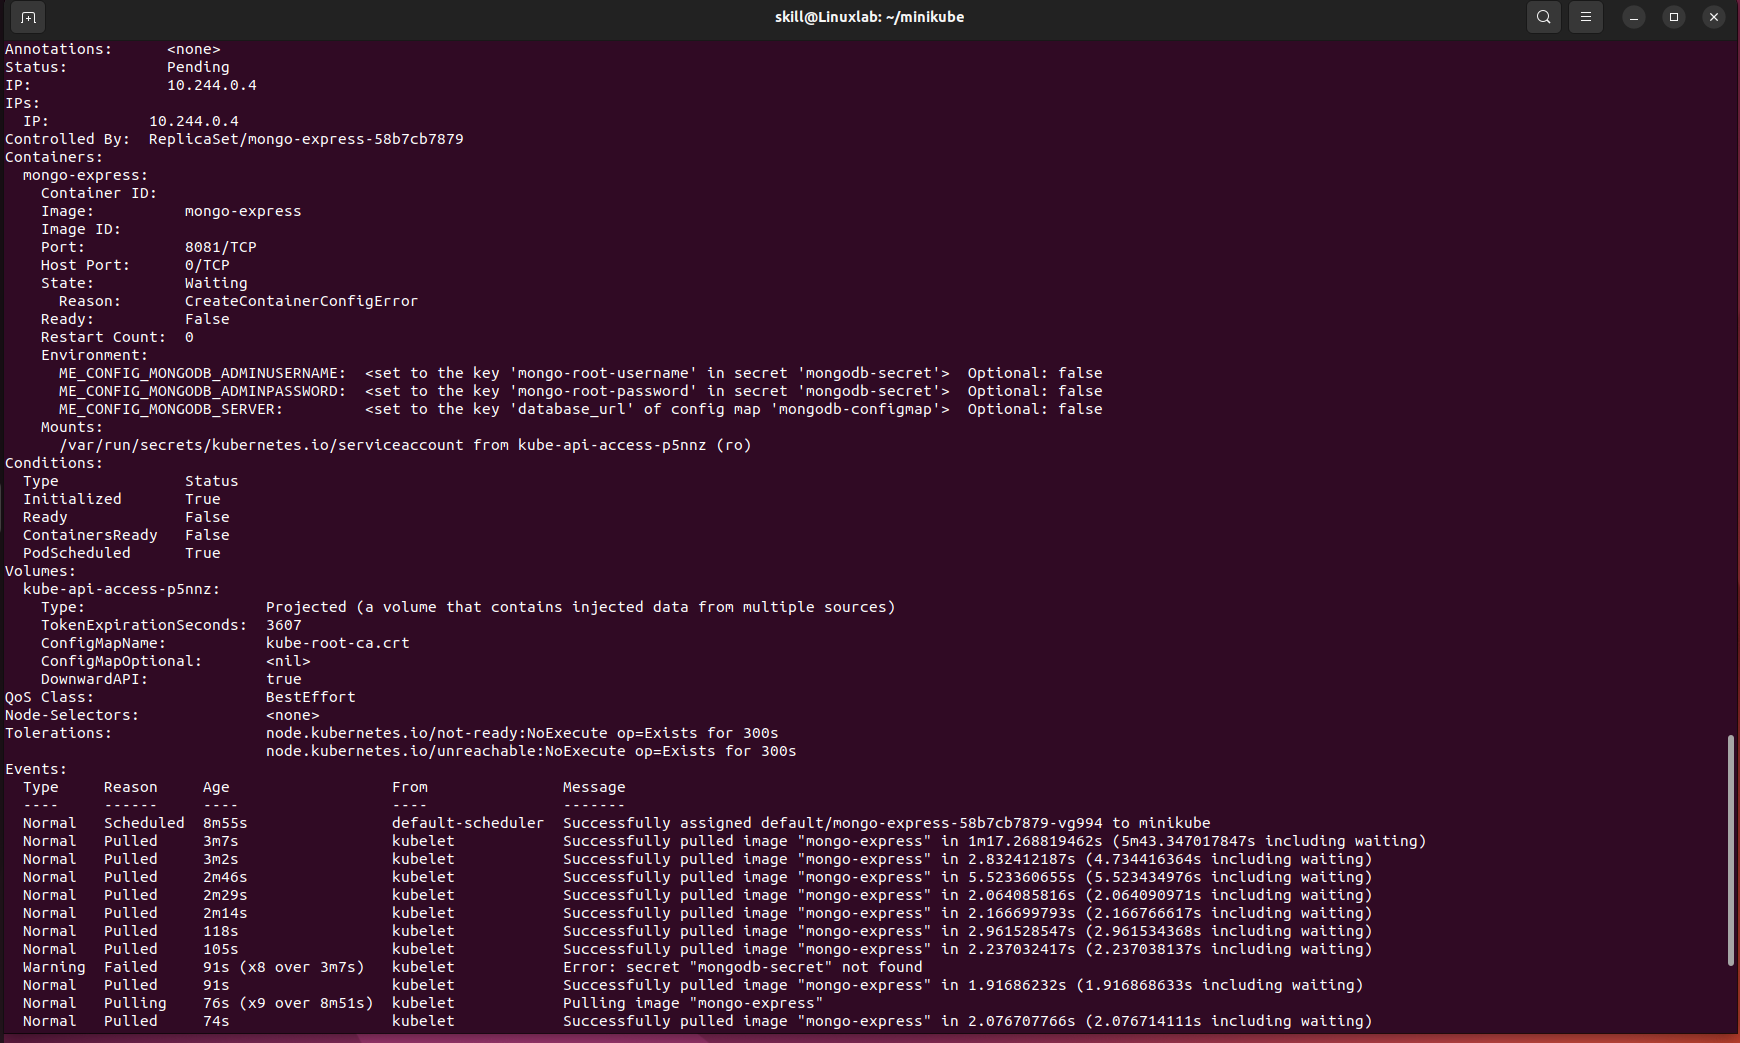 skill@Linuxlab: ~/minikube
Annotations:      <none>
Status:           Pending
IP:               10.244.0.4
IPs:
  IP:           10.244.0.4
Controlled By:  ReplicaSet/mongo-express-58b7cb7879
Containers:
  mongo-express:
    Container ID:
    Image:          mongo-express
    Image ID:
    Port:           8081/TCP
    Host Port:      0/TCP
    State:          Waiting
      Reason:       CreateContainerConfigError
    Ready:          False
    Restart Count:  0
    Environment:
      ME_CONFIG_MONGODB_ADMINUSERNAME:  <set to the key 'mongo-root-username' in secret 'mongodb-secret'>  Optional: false
      ME_CONFIG_MONGODB_ADMINPASSWORD:  <set to the key 'mongo-root-password' in secret 'mongodb-secret'>  Optional: false
      ME_CONFIG_MONGODB_SERVER:         <set to the key 'database_url' of config map 'mongodb-configmap'>  Optional: false
    Mounts:
      /var/run/secrets/kubernetes.io/serviceaccount from kube-api-access-p5nnz (ro)
Conditions:
  Type              Status
  Initialized       True
  Ready             False
  ContainersReady   False
  PodScheduled      True
Volumes:
  kube-api-access-p5nnz:
    Type:                    Projected (a volume that contains injected data from multiple sources)
    TokenExpirationSeconds:  3607
    ConfigMapName:           kube-root-ca.crt
    ConfigMapOptional:       <nil>
    DownwardAPI:             true
QoS Class:                   BestEffort
Node-Selectors:              <none>
Tolerations:                 node.kubernetes.io/not-ready:NoExecute op=Exists for 300s
                             node.kubernetes.io/unreachable:NoExecute op=Exists for 300s
Events:
  Type     Reason     Age                  From               Message
  ----     ------     ----                 ----               -------
  Normal   Scheduled  8m55s                default-scheduler  Successfully assigned default/mongo-express-58b7cb7879-vg994 to minikube
  Normal   Pulled     3m7s                 kubelet            Successfully pulled image "mongo-express" in 1m17.268819462s (5m43.347017847s including waiting)
  Normal   Pulled     3m2s                 kubelet            Successfully pulled image "mongo-express" in 2.832412187s (4.734416364s including waiting)
  Normal   Pulled     2m46s                kubelet            Successfully pulled image "mongo-express" in 5.523360655s (5.523434976s including waiting)
  Normal   Pulled     2m29s                kubelet            Successfully pulled image "mongo-express" in 2.064085816s (2.064090971s including waiting)
  Normal   Pulled     2m14s                kubelet            Successfully pulled image "mongo-express" in 2.166699793s (2.166766617s including waiting)
  Normal   Pulled     118s                 kubelet            Successfully pulled image "mongo-express" in 2.961528547s (2.961534368s including waiting)
  Normal   Pulled     105s                 kubelet            Successfully pulled image "mongo-express" in 2.237032417s (2.237038137s including waiting)
  Warning  Failed     91s (x8 over 3m7s)   kubelet            Error: secret "mongodb-secret" not found
  Normal   Pulled     91s                  kubelet            Successfully pulled image "mongo-express" in 1.91686232s (1.916868633s including waiting)
  Normal   Pulling    76s (x9 over 8m51s)  kubelet            Pulling image "mongo-express"
  Normal   Pulled     74s                  kubelet            Successfully pulled image "mongo-express" in 2.076707766s (2.076714111s including waiting)